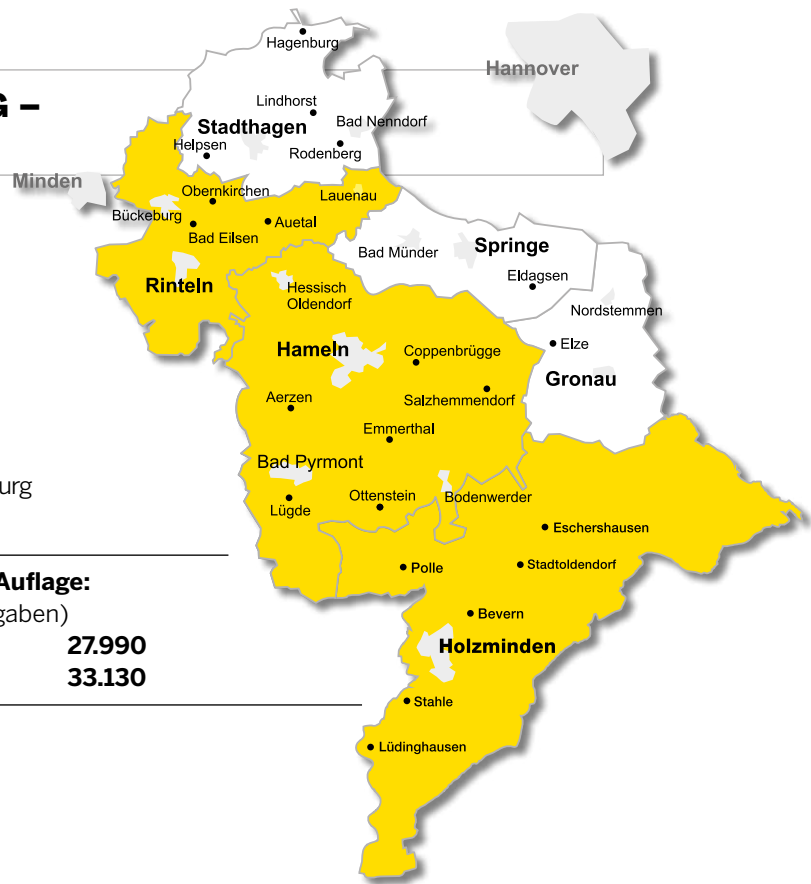 Hagenburg
Hannover
G –
Lindhorst
Bad Nenndorf
Stadthagen
Helpsen
Rodenberg
Minden
Obernkirchen
Lauenau
Bückeburg
Auetal
Bad Eilsen
Bad Münder
Springe
Eldagsen
Rinteln
Hessisch
Oldendorf
Nordstemmen
Hameln
Coppenbrügge
Elze
Gronau
Aerzen
Salzhemmendorf
Emmerthal
Bad Pyrmont
urg
Ottenstein
Bodenwerder
Lügde
Eschershausen
Auflage:
Polle
Stadtoldendorf
gaben)
Bevern
27.990
Holzminden
33.130
Stahle
Lüdinghausen